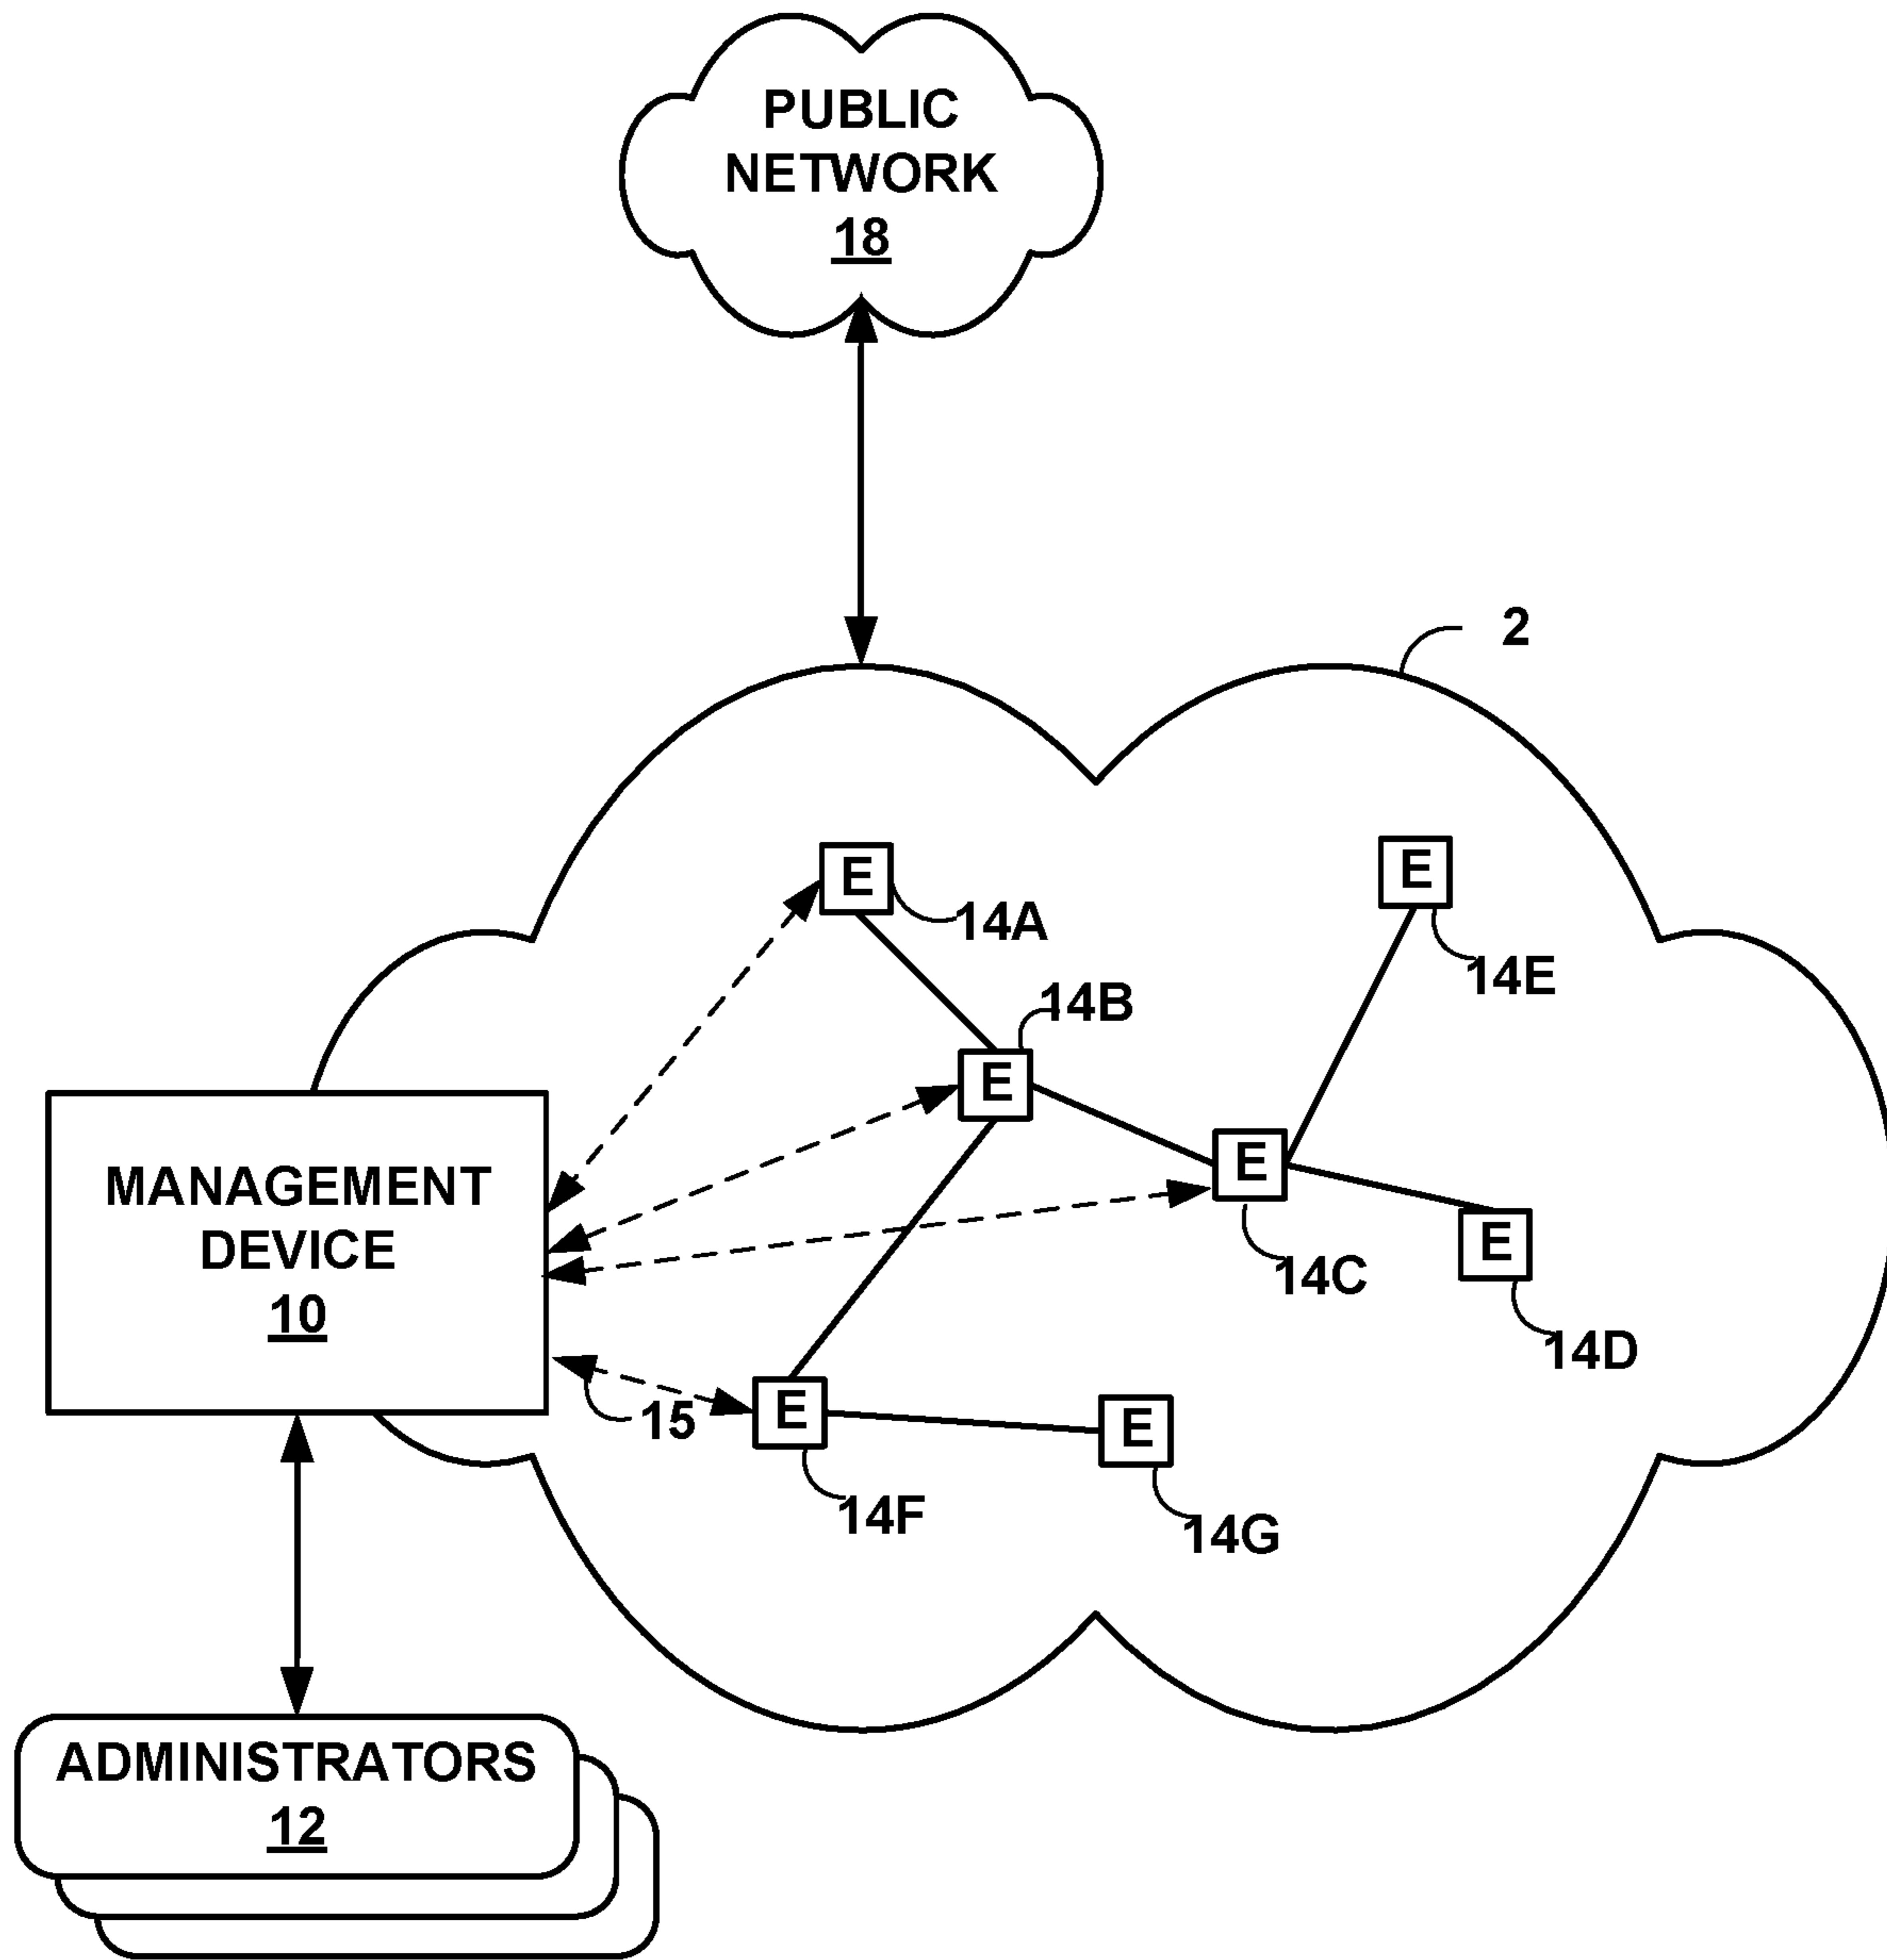 PUBLIC
NETWORK
18
2
E
14A
E
14E
14B
E
E
14C
E
14D
MANAGEMENT
DEVICE
10
15
E
14F
E
14G
ADMINISTRATORS
12